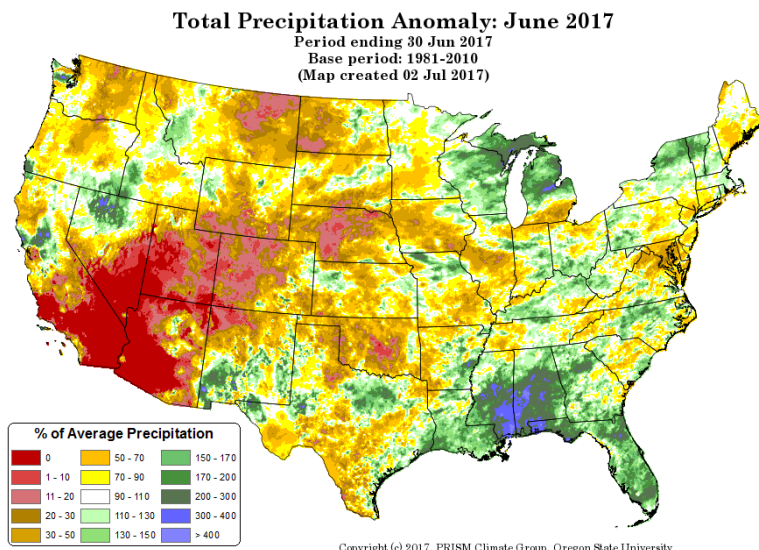 Total Precipitation Anomaly: June 2017
Period ending 30 Jun 2017
Base period: 1981-2010
(Map created 02 Jul 2017)
% of Average Precipitation
0
1 - 10
11 - 20
20 - 30
30 - 50
50 - 70
70 - 90
90 - 110
110 - 130
130 - 150
150 - 170
170 - 200
200 - 300
300 - 400
> 400
Copyright (c) 2017, PRISM Climate Group, Oregon State University